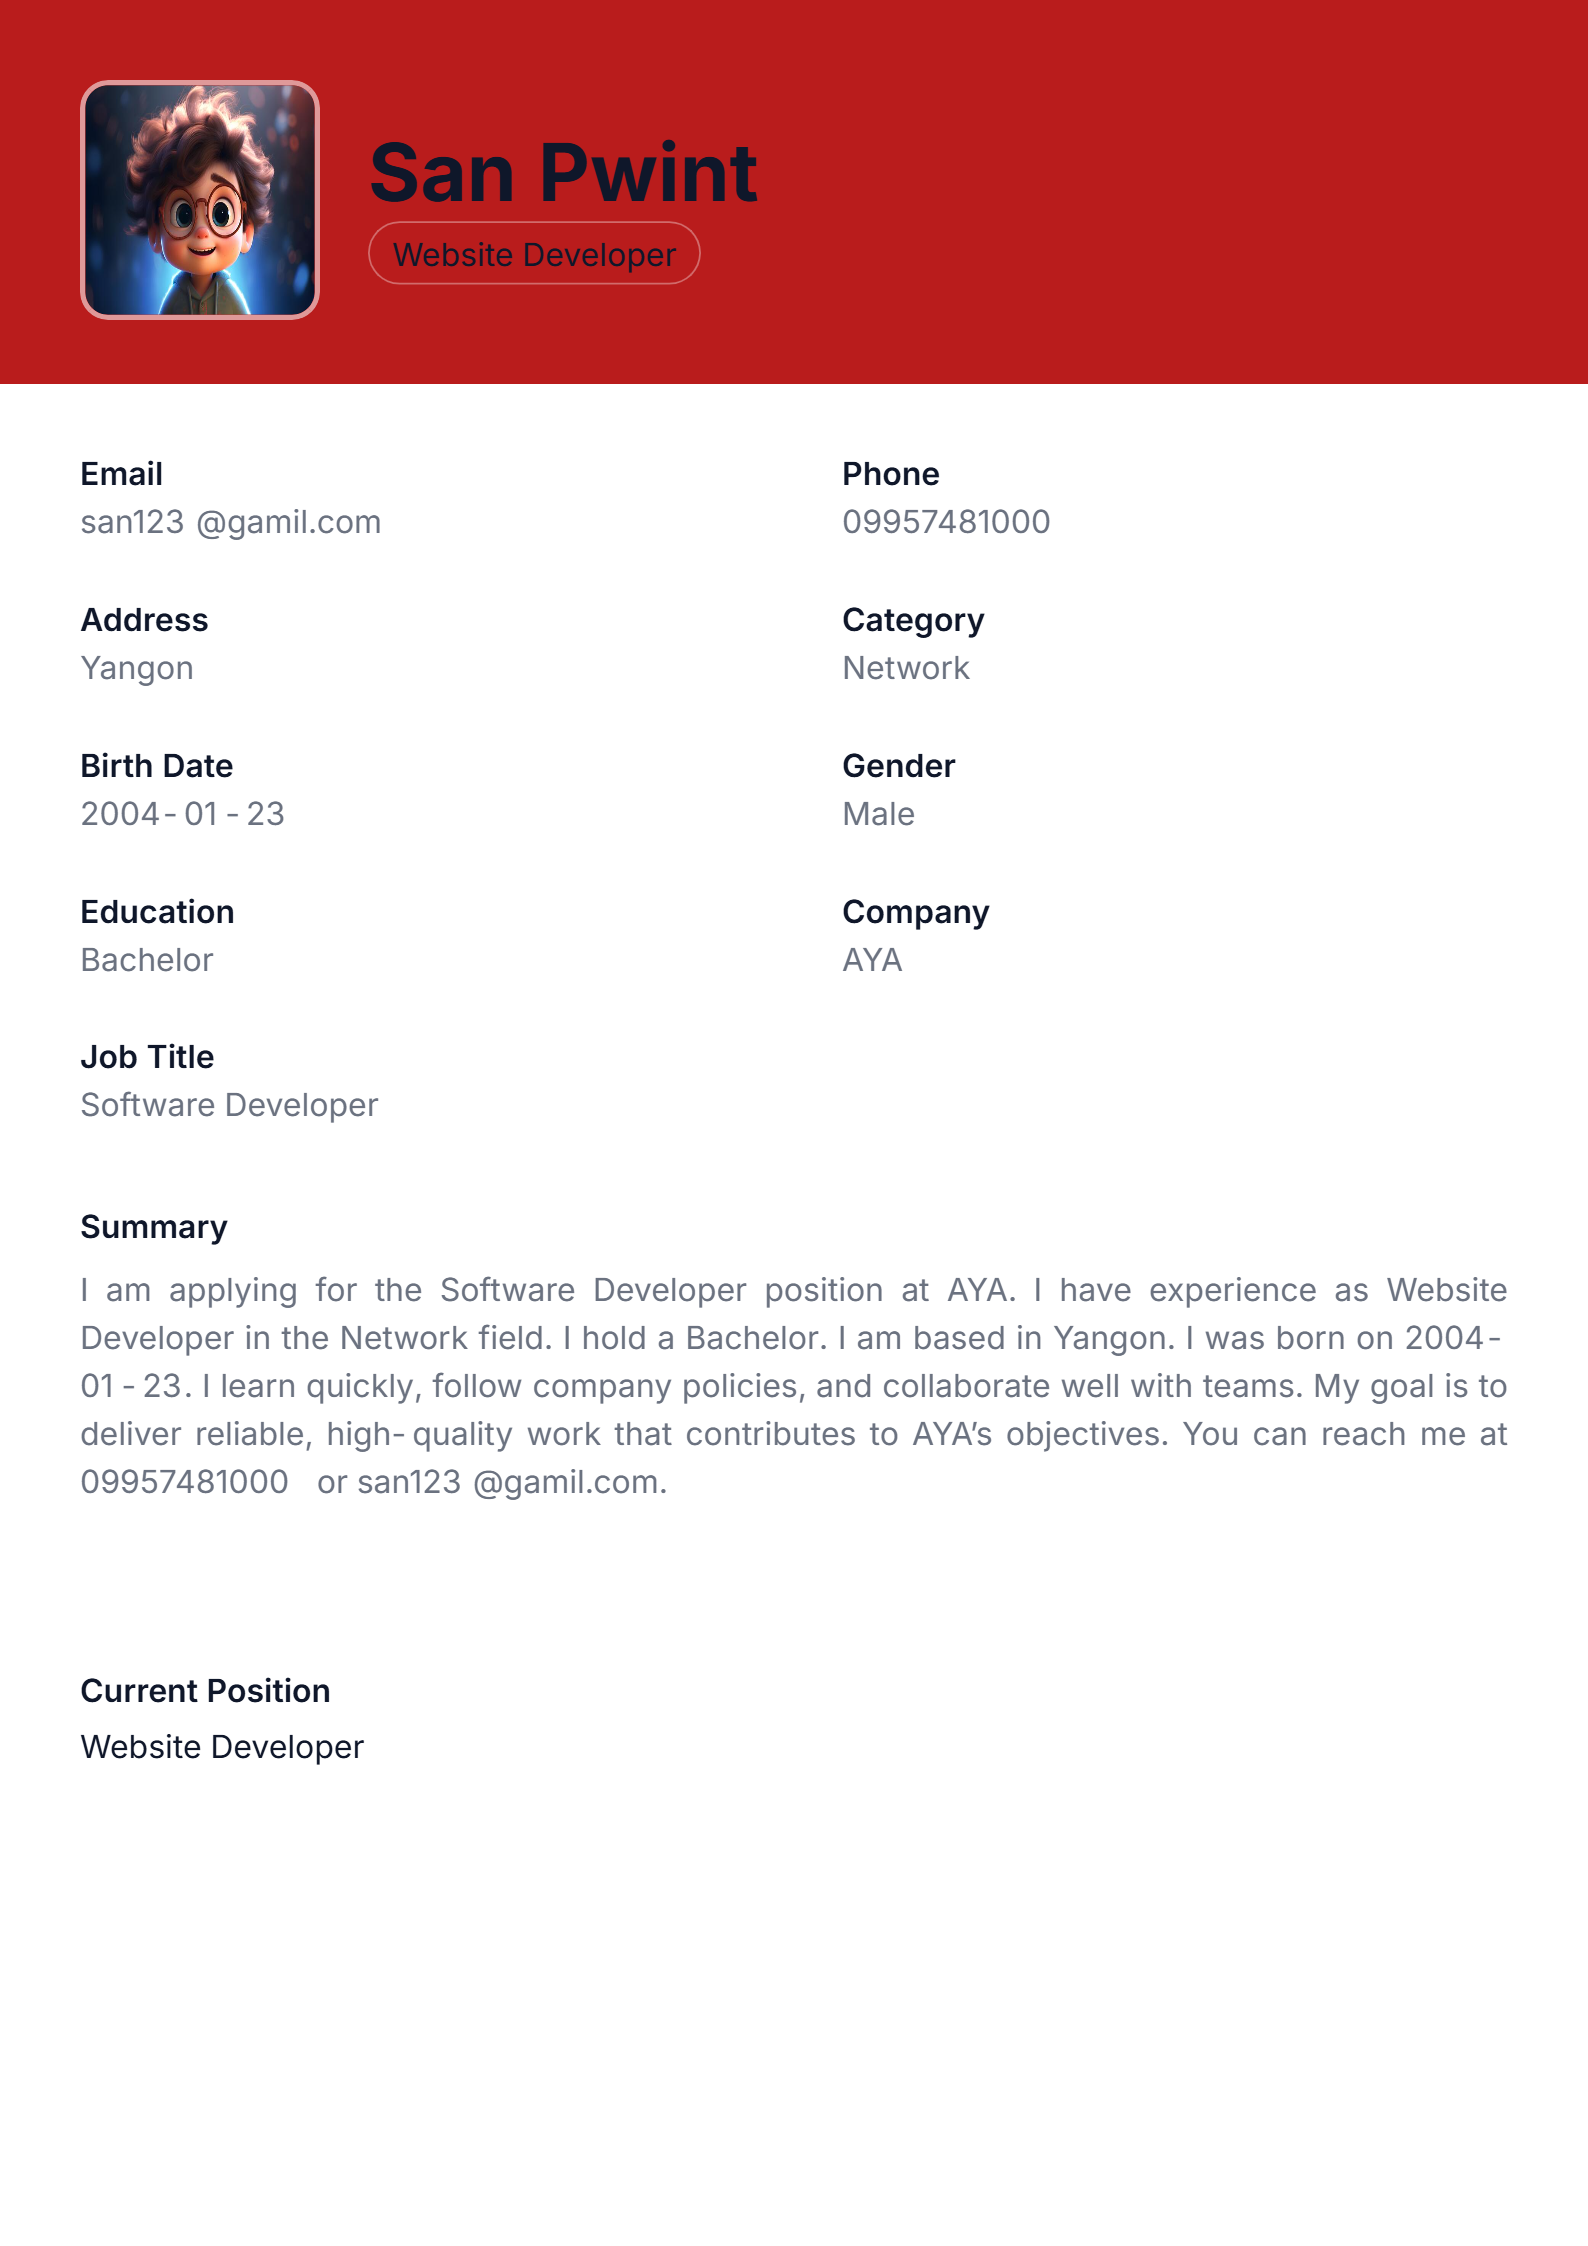 San Pwint
Website Developer
Email
san123 @gamil.com
Phone
09957481000
Address
Yangon
Category
Network
Birth Date
2004- 01 - 23
Gender
Male
Education
Bachelor
Company
AYA
Job Title
Software Developer
Summary
I am applying for the Software Developer position at AYA. I have experience as Website
Developer in the Network field. I hold a Bachelor. I am based in Yangon. I was born on 2004-
01 - 23. I learn quickly, follow company policies, and collaborate well with teams. My goal is to
deliver reliable, high- quality work that contributes to AYA’s objectives. You can reach me at
09957481000 or san123 @gamil.com.
Current Position
Website Developer